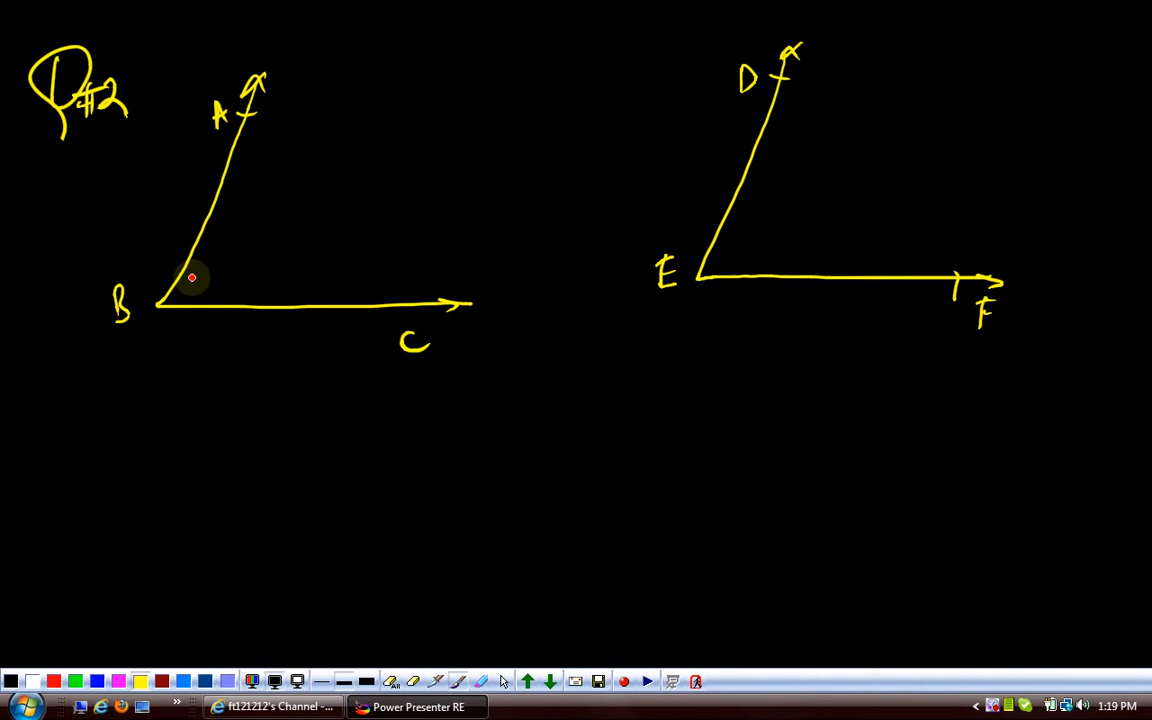 P#2
A
B
C
D
E
F
ft121212's Channel -...
Power Presenter RE
1:19 PM